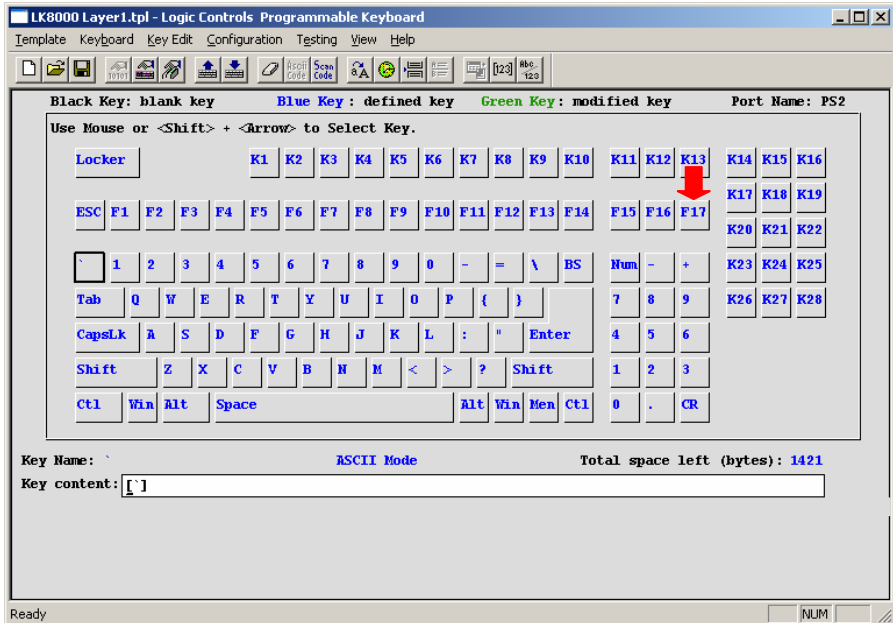 LK8000 Layer1.tpl - Logic Controls Programmable Keyboard
Template Keyboard Key Edit Configuration Testing View Help
10101 Ascii Code Scan Code a A [123] Abc 123
Black Key: blank key Blue Key : defined key Green Key: modified key Port Name: PS2
Use Mouse or <Shift> + <Arrow> to Select Key.
Locker K1 K2 K3 K4 K5 K6 K7 K8 K9 K10 K11 K12 K13 K14 K15 K16
K17 K18 K19
ESC F1 F2 F3 F4 F5 F6 F7 F8 F9 F10 F11 F12 F13 F14 F15 F16 F17
K20 K21 K22
` 1 2 3 4 5 6 7 8 9 0 - = \ BS Num - + K23 K24 K25
Tab Q W E R T Y U I O P { } 7 8 9 K26 K27 K28
CapsLk A S D F G H J K L : " Enter 4 5 6
Shift Z X C V B N M < > ? Shift 1 2 3
Ctl Win Alt Space Alt Win Men Ctl 0 . CR
Key Name: ` ASCII Mode Total space left (bytes): 1421
Key content: [`]
Ready NUM